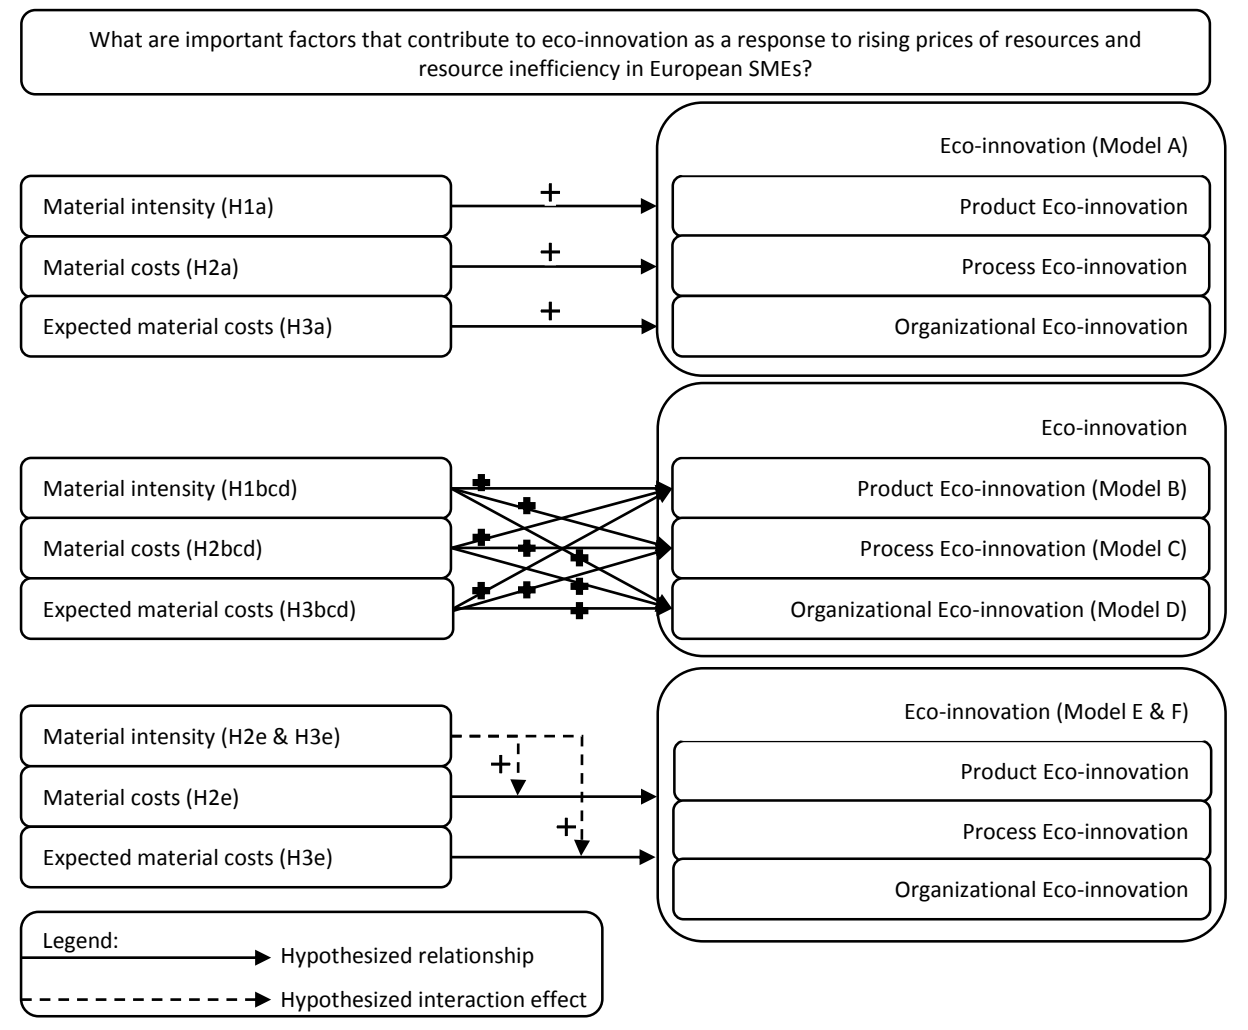 What are important factors that contribute to eco-innovation as a response to rising prices of resources and
resource inefficiency in European SMEs?
Eco-innovation (Model A)
Material intensity (H1a)
+
Product Eco-innovation
Material costs (H2a)
+
Process Eco-innovation
Expected material costs (H3a)
+
Organizational Eco-innovation
Eco-innovation
Material intensity (H1bcd)
Product Eco-innovation (Model B)
Material costs (H2bcd)
Process Eco-innovation (Model C)
Expected material costs (H3bcd)
Organizational Eco-innovation (Model D)
Eco-innovation (Model E & F)
Material intensity (H2e & H3e)
+
Product Eco-innovation
Material costs (H2e)
+
Process Eco-innovation
Expected material costs (H3e)
Organizational Eco-innovation
Legend:
Hypothesized relationship
Hypothesized interaction effect